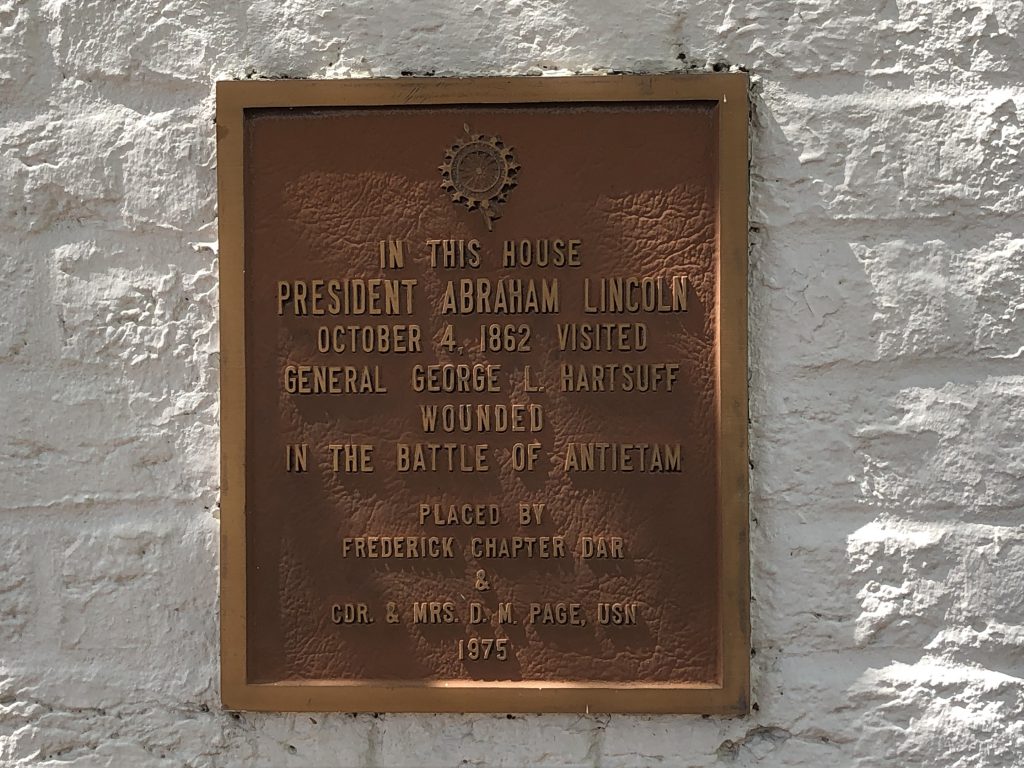 IN THIS HOUSE
PRESIDENT ABRAHAM LINCOLN
OCTOBER 4, 1862 VISITED
GENERAL GEORGE L. HARTSUFF
WOUNDED
IN THE BATTLE OF ANTIETAM
PLACED BY
FREDERICK CHAPTER DAR
&
CDR. & MRS. D. M. PAGE, USN
1975